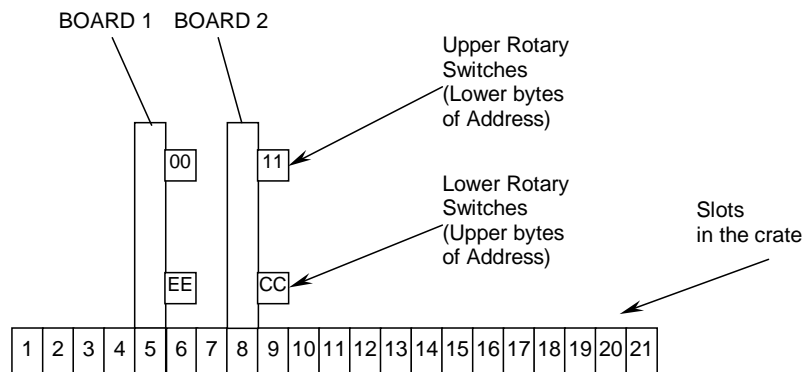 BOARD 1 BOARD 2
Upper Rotary
Switches
(Lower bytes
of Address)
00
11
Lower Rotary
Switches
(Upper bytes
of Address)
Slots
in the crate
EE
CC
1 2 3 4 5 6 7 8 9 10 11 12 13 14 15 16 17 18 19 20 21